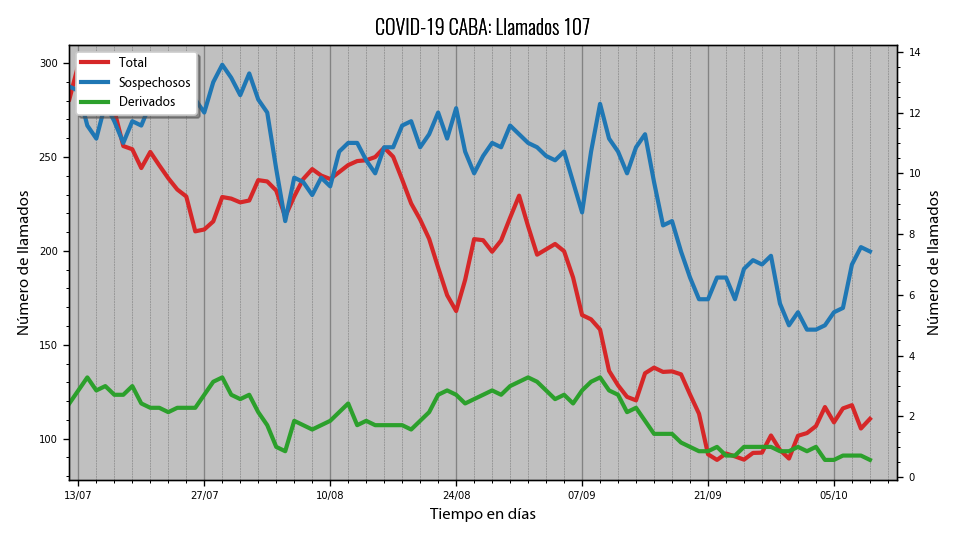 COVID-19 CABA: Llamados 107
Total
Sospechosos
Derivados
Número de llamados
300
250
200
150
100
14
12
10
8
6
4
2
0
Número de llamados
13/07 27/07 10/08 24/08 07/09 21/09 05/10
Tiempo en días